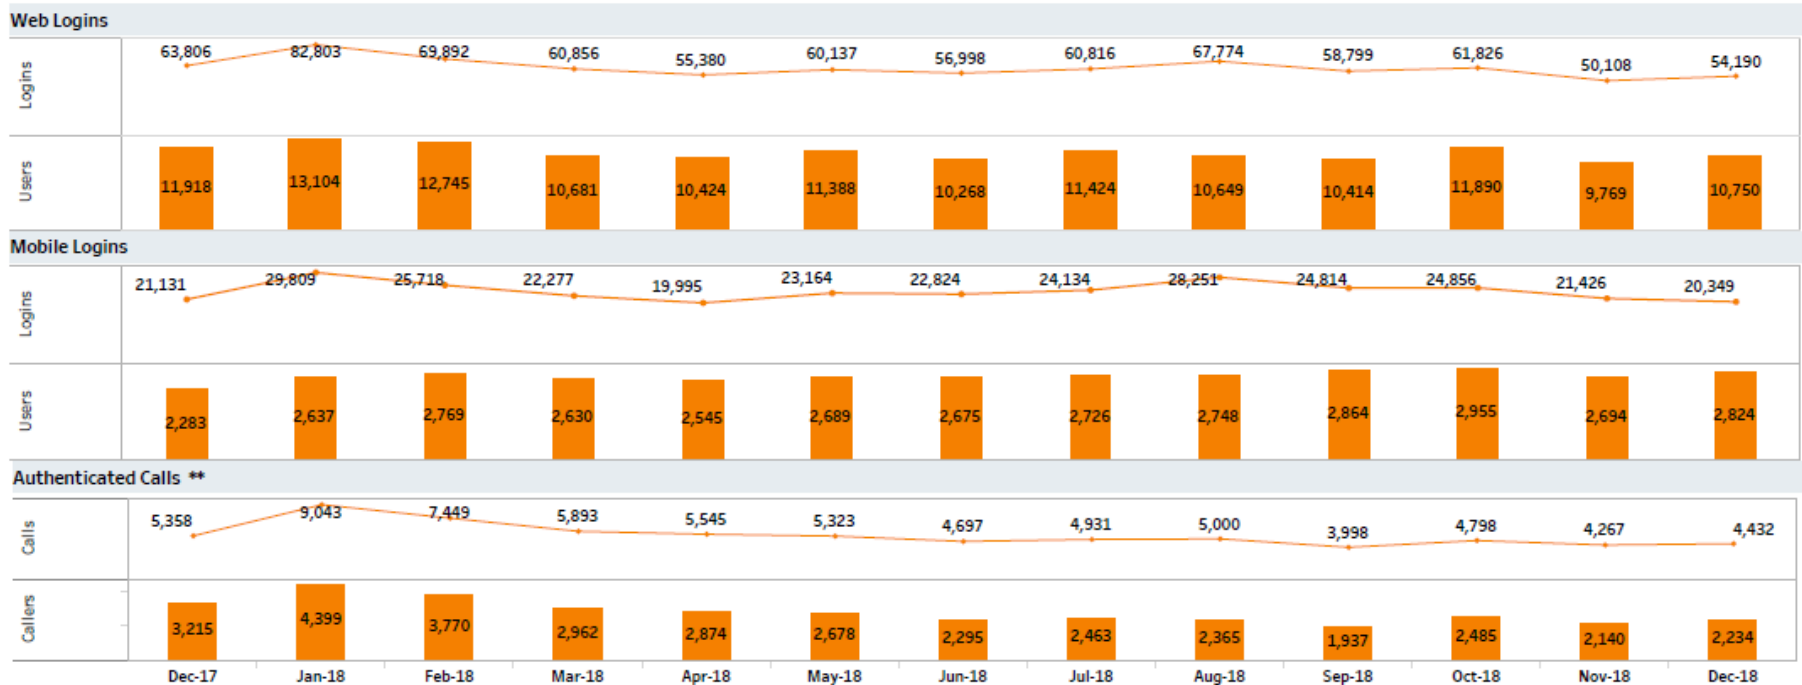 Web Logins
Logins
63,806 82,803 69,892 60,856 55,380 60,137 56,998 60,816 67,774 58,799 61,826 50,108 54,190
Users
11,918 13,104 12,745 10,681 10,424 11,388 10,268 11,424 10,649 10,414 11,890 9,769 10,750
Mobile Logins
Logins
21,131 29,809 25,718 22,277 19,995 23,164 22,824 24,134 28,251 24,814 24,856 21,426 20,349
Users
2,283 2,637 2,769 2,630 2,545 2,689 2,675 2,726 2,748 2,864 2,955 2,694 2,824
Authenticated Calls **
Calls
5,358 9,043 7,449 5,893 5,545 5,323 4,697 4,931 5,000 3,998 4,798 4,267 4,432
Callers
3,215 4,399 3,770 2,962 2,874 2,678 2,295 2,463 2,365 1,937 2,485 2,140 2,234
Dec-17 Jan-18 Feb-18 Mar-18 Apr-18 May-18 Jun-18 Jul-18 Aug-18 Sep-18 Oct-18 Nov-18 Dec-18